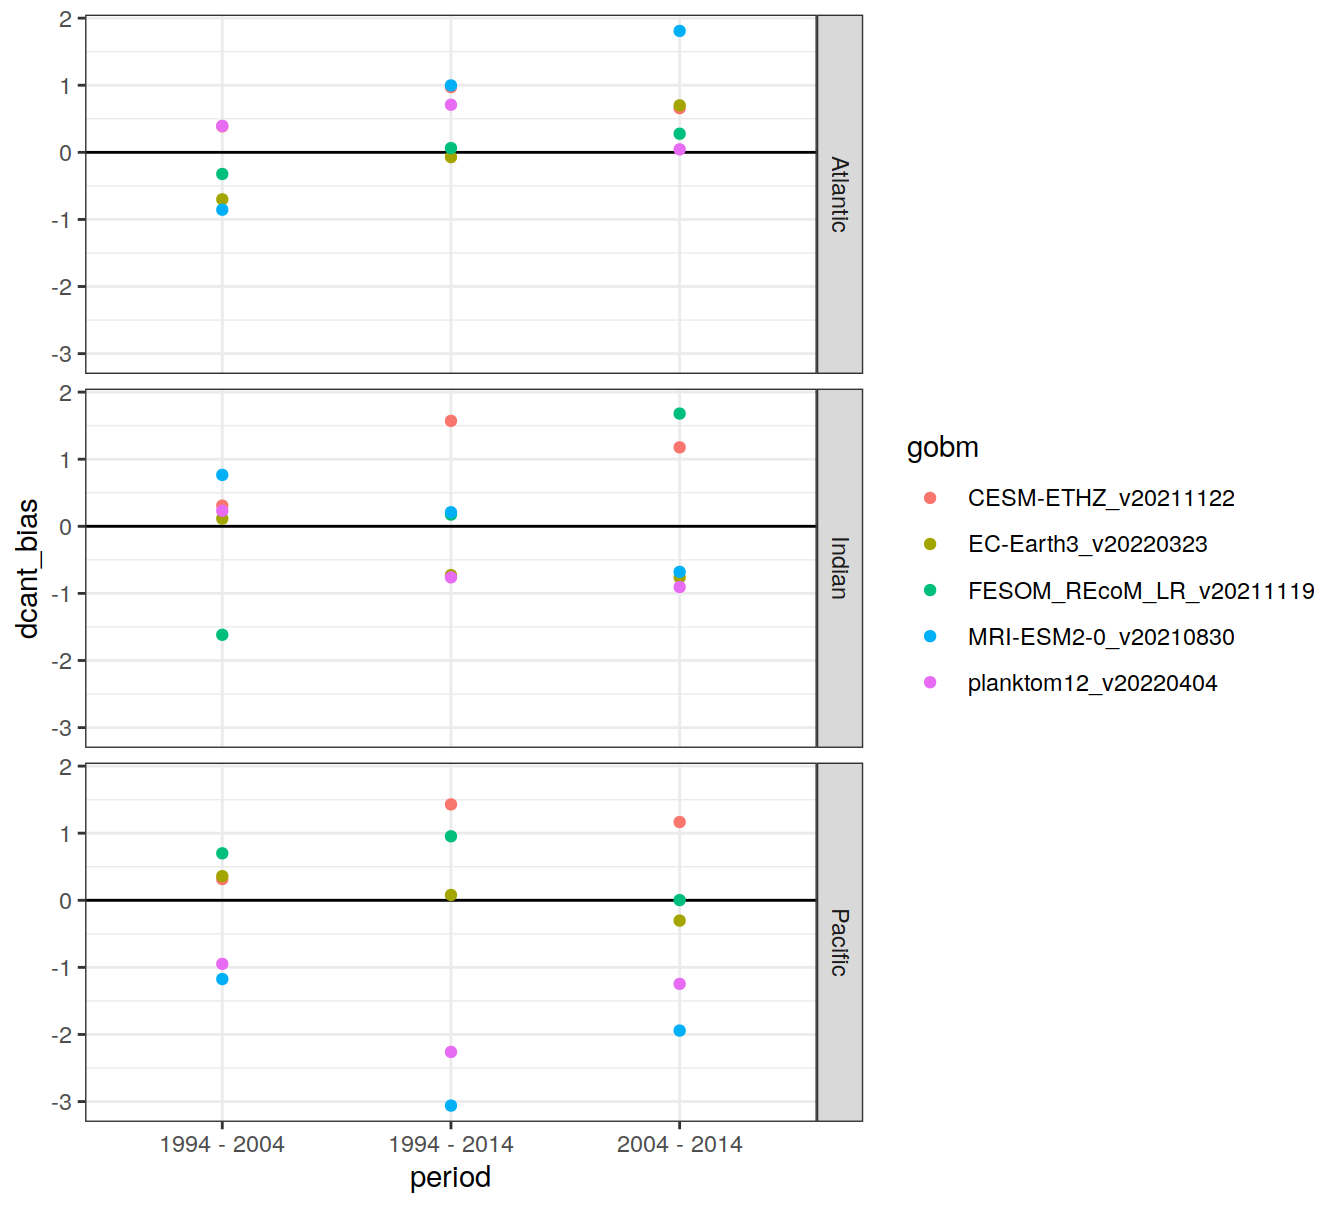 dcant_bias
2
1
0
-1
-2
-3
Atlantic
2
1
0
-1
-2
-3
Indian
2
1
0
-1
-2
-3
Pacific
1994 - 2004
1994 - 2014
2004 - 2014
period
gobm
CESM-ETHZ_v20211122
EC-Earth3_v20220323
FESOM_REcoM_LR_v20211119
MRI-ESM2-0_v20210830
planktom12_v20220404